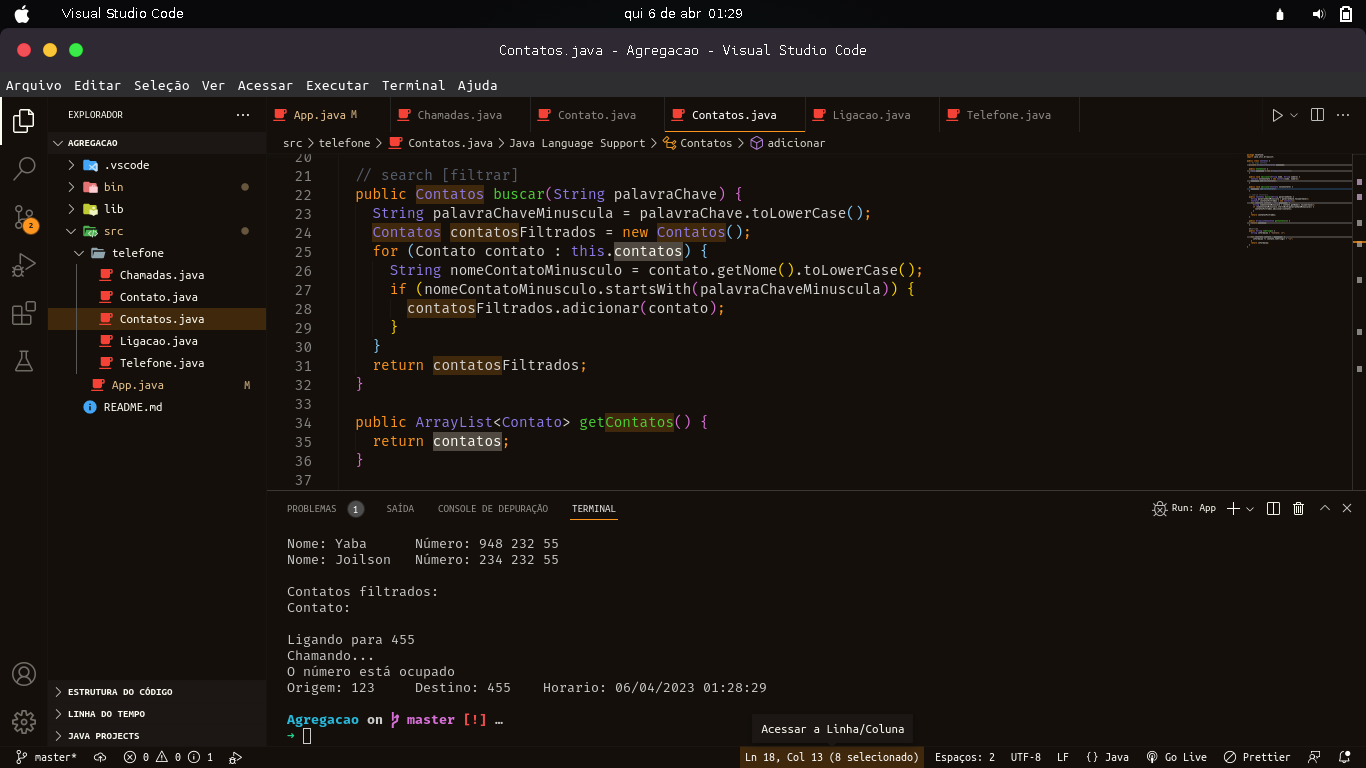 Visual Studio Code
qui 6 de abr 01:29
Contatos.java - Agregacao - Visual Studio Code
Arquivo Editar Seleção Ver Acessar Executar Terminal Ajuda
EXPLORADOR
AGREGACAO
.vscode
bin
lib
src
telefone
Chamadas.java
Contato.java
Contatos.java
Ligacao.java
Telefone.java
App.java M
README.md
2
ESTRUTURA DO CÓDIGO
LINHA DO TEMPO
JAVA PROJECTS
App.java M Chamadas.java Contato.java Contatos.java Ligacao.java Telefone.java
src > telefone > Contatos.java > Java Language Support > Contatos > adicionar
20
21 // search [filtrar]
22 public Contatos buscar(String palavraChave) {
23 String palavraChaveMinuscula = palavraChave.toLowerCase();
24 Contatos contatosFiltrados = new Contatos();
25 for (Contato contato : this.contatos) {
26 String nomeContatoMinusculo = contato.getNome().toLowerCase();
27 if (nomeContatoMinusculo.startsWith(palavraChaveMinuscula)) {
28 contatosFiltrados.adicionar(contato);
29 }
30 }
31 return contatosFiltrados;
32 }
33
34 public ArrayList<Contato> getContatos() {
35 return contatos;
36 }
37
PROBLEMAS 1 SAÍDA CONSOLE DE DEPURAÇÃO TERMINAL
Run: App
Nome: Yaba Número: 948 232 55
Nome: Joilson Número: 234 232 55
Contatos filtrados:
Contato:
Ligando para 455
Chamando...
O número está ocupado
Origem: 123 Destino: 455 Horario: 06/04/2023 01:28:29
Agregacao on master [!] …
➜
Acessar a Linha/Coluna
master* 0 0 1
Ln 18, Col 13 (8 selecionado) Espaços: 2 UTF-8 LF {} Java Go Live Prettier